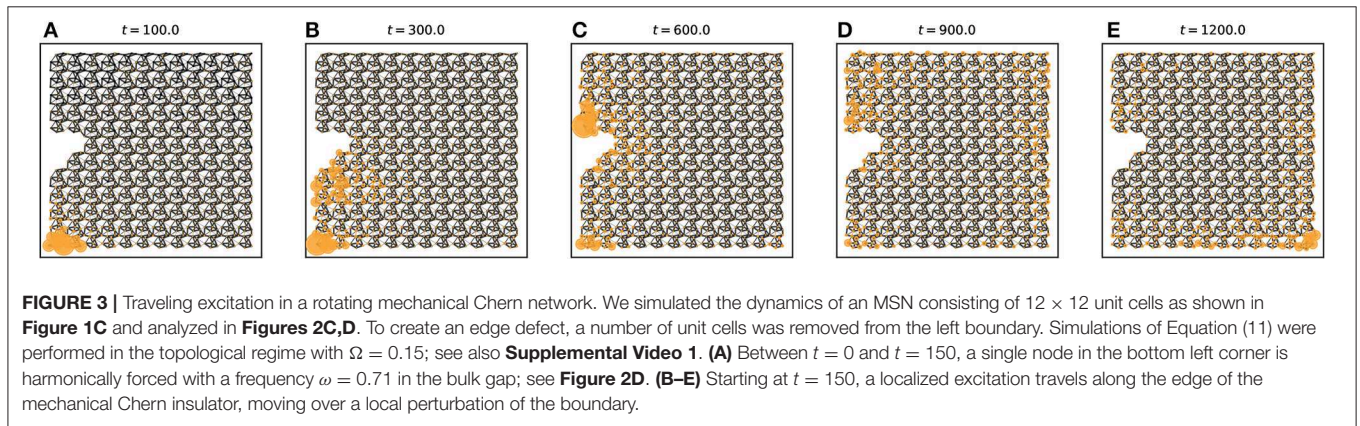 A B C D E
t = 100.0 t = 300.0 t = 600.0 t = 900.0 t = 1200.0
FIGURE 3 | Traveling excitation in a rotating mechanical Chern network. We simulated the dynamics of an MSN consisting of 12 × 12 unit cells as shown in
Figure 1C and analyzed in Figures 2C,D. To create an edge defect, a number of unit cells was removed from the left boundary. Simulations of Equation (11) were
performed in the topological regime with Ω = 0.15; see also Supplemental Video 1. (A) Between t = 0 and t = 150, a single node in the bottom left corner is
harmonically forced with a frequency ω = 0.71 in the bulk gap; see Figure 2D. (B–E) Starting at t = 150, a localized excitation travels along the edge of the
mechanical Chern insulator, moving over a local perturbation of the boundary.